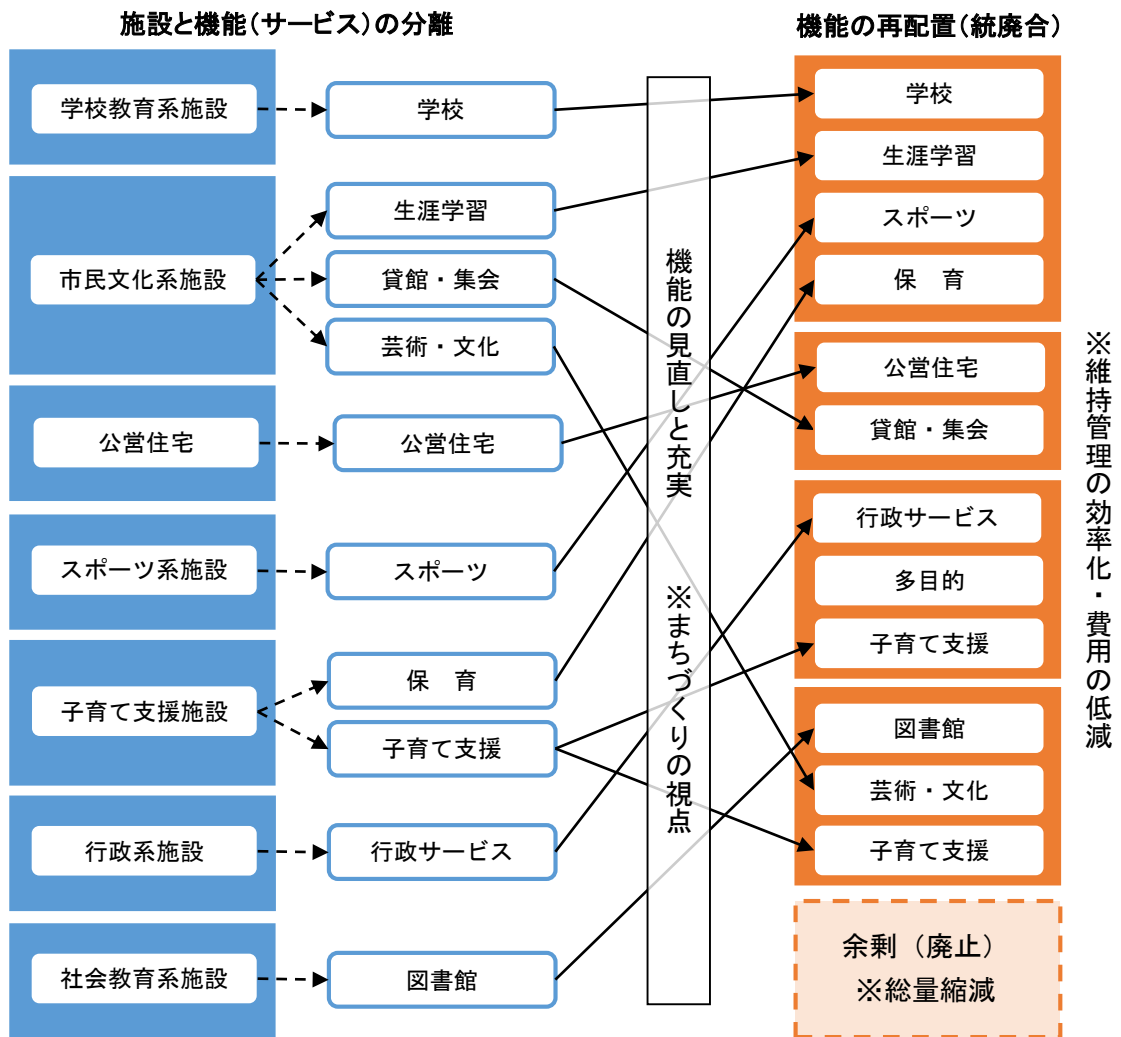 施設と機能(サービス)の分離
学校教育系施設
市民文化系施設
公営住宅
スポーツ系施設
子育て支援施設
行政系施設
社会教育系施設
学校
生涯学習
貸館・集会
芸術・文化
公営住宅
スポーツ
保　育
子育て支援
行政サービス
図書館
機能の見直しと充実　※まちづくりの視点
機能の再配置(統廃合)
学校
生涯学習
スポーツ
保　育
公営住宅
貸館・集会
行政サービス
多目的
子育て支援
図書館
芸術・文化
子育て支援
余剰（廃止）
※総量縮減
※維持管理の効率化・費用の低減